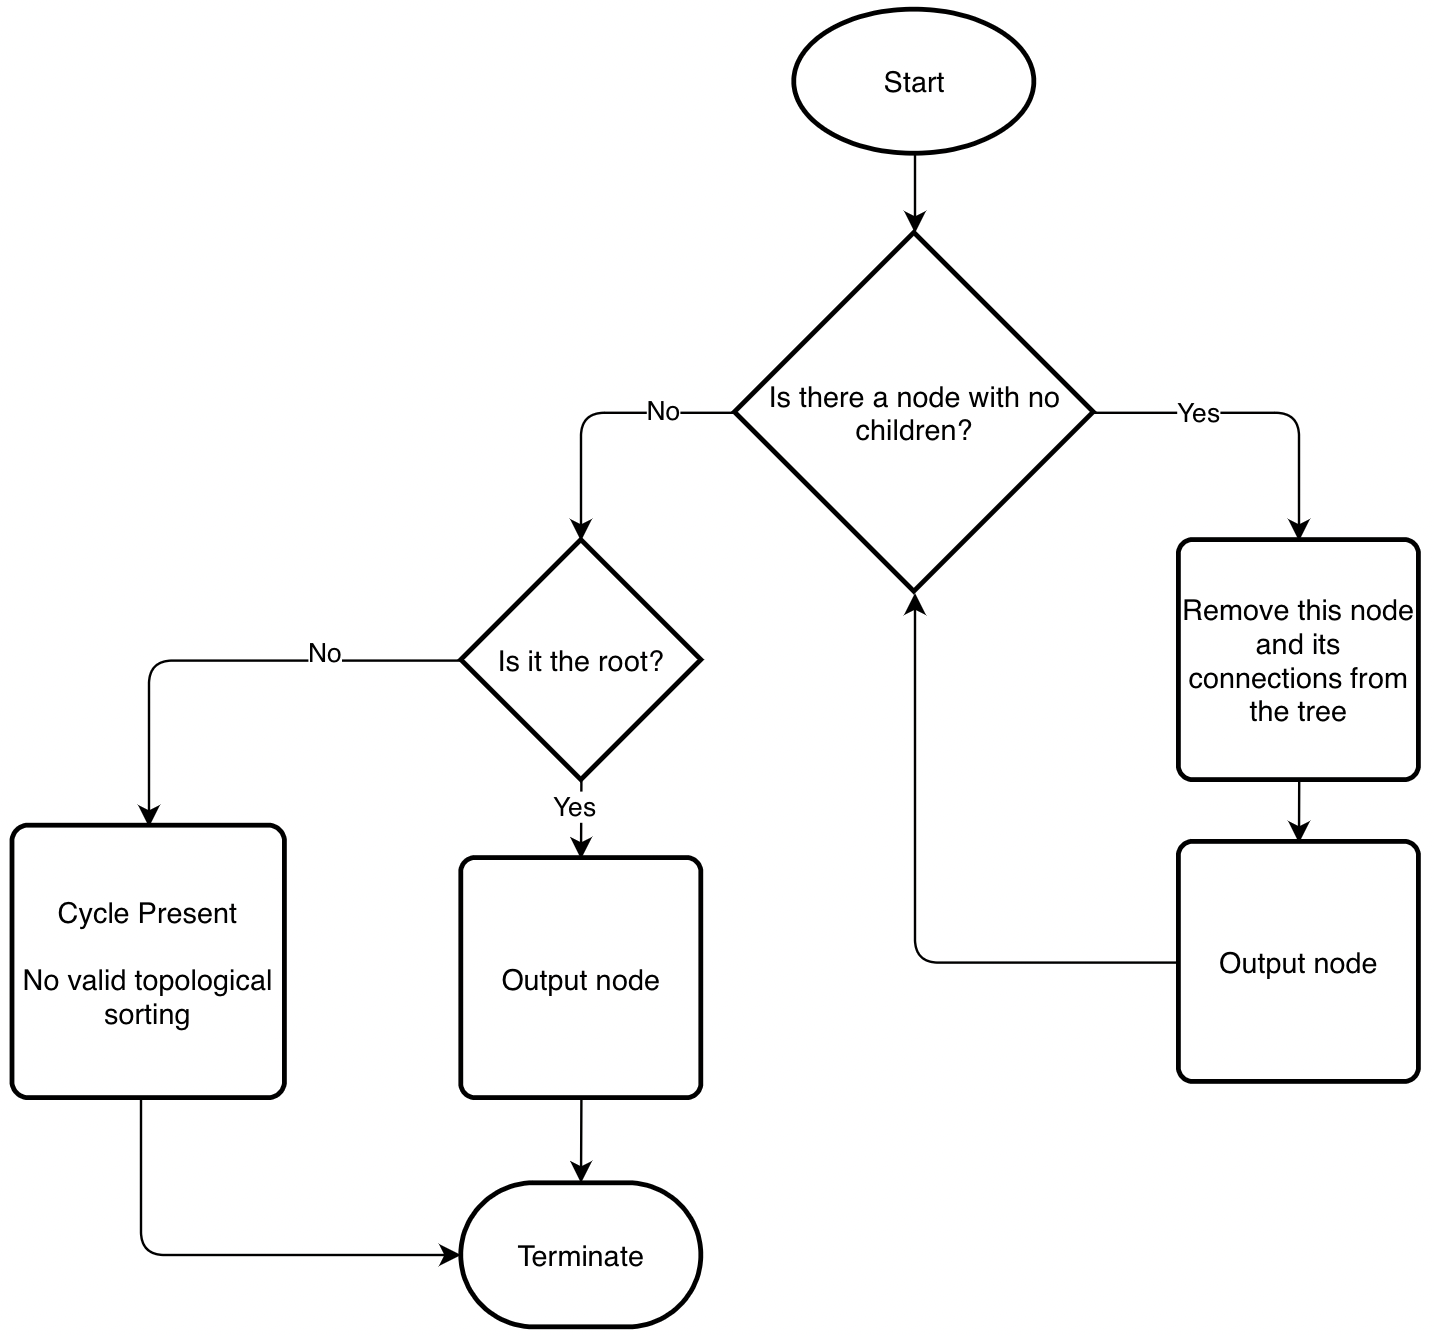 Start
Is there a node with no
children?
No
Yes
Remove this node
and its
connections from
the tree
Is it the root?
No
Yes
Cycle Present
No valid topological
sorting
Output node
Output node
Terminate